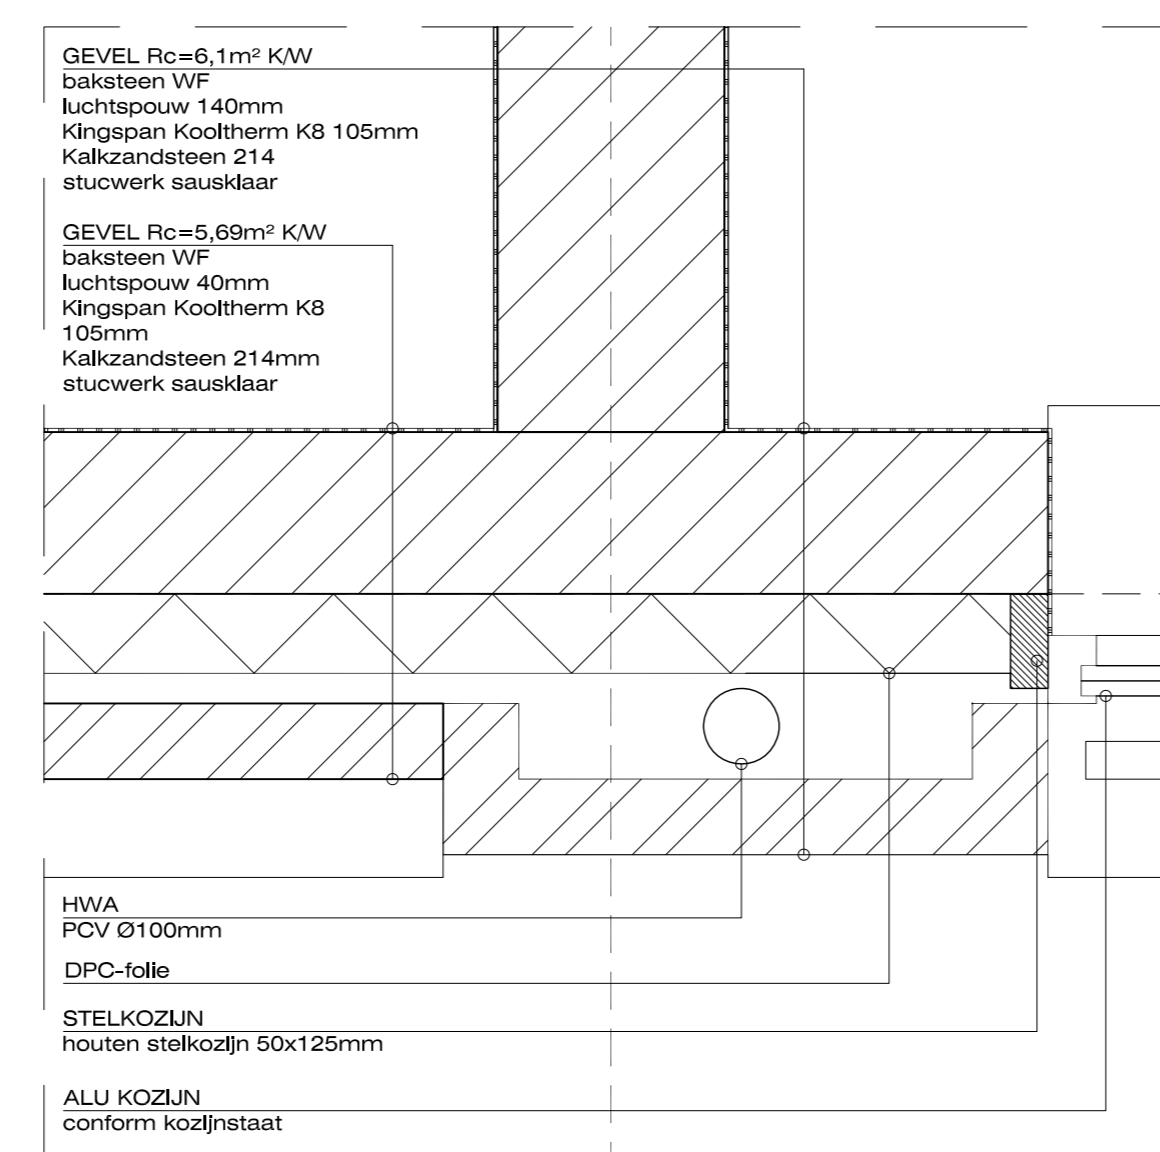 GEVEL Rc=6,1m² K/W
baksteen WF
luchtspouw 140mm
Kingspan Kooltherm K8 105mm
Kalkzandsteen 214
stucwerk sausklaar
GEVEL Rc=5,69m² K/W
baksteen WF
luchtspouw 40mm
Kingspan Kooltherm K8
105mm
Kalkzandsteen 214mm
stucwerk sausklaar
HWA
PCV Ø100mm
DPC-folie
STELKOZIJN
houten stelkozijn 50x125mm
ALU KOZIJN
conform kozijnstaat